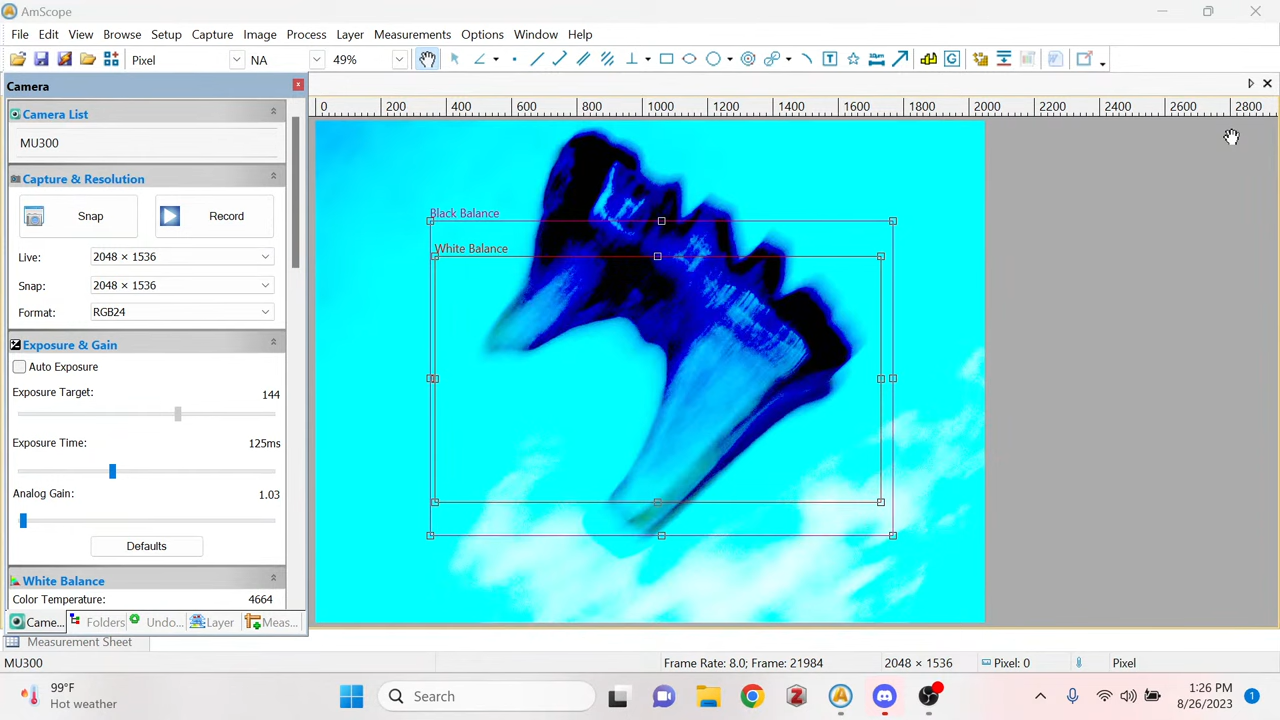 AmScope
File Edit View Browse Setup Capture Image Process Layer Measurements Options Window Help
Pixel NA 49%
Camera
0 200 400 600 800 1000 1200 1400 1600 1800 2000 2200 2400 2600 2800
Camera List
MU300
Capture & Resolution
Snap Record
Live: 2048 × 1536
Snap: 2048 × 1536
Format: RGB24
Exposure & Gain
Auto Exposure
Exposure Target: 144
Exposure Time: 125ms
Analog Gain: 1.03
Defaults
White Balance
Color Temperature: 4664
Black Balance
White Balance
Came... Folders Undo... Layer Meas...
Measurement Sheet
MU300 Frame Rate: 8.0; Frame: 21984 2048 × 1536 Pixel: 0 Pixel
99°F
Hot weather
Search
1:26 PM
8/26/2023
1